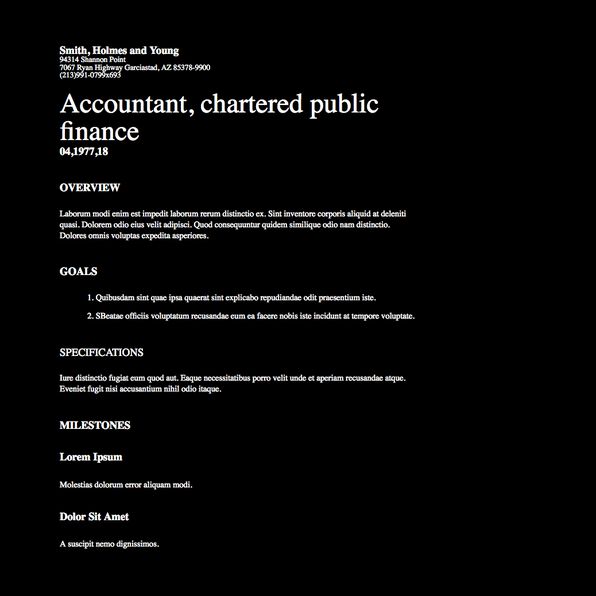 Smith, Holmes and Young
94314 Shannon Point
7067 Ryan Highway Garciastad, AZ 85378-9900
(213)991-0799x693
Accountant, chartered public
finance
04,1977,18
OVERVIEW
Laborum modi enim est impedit laborum rerum distinctio ex. Sint inventore corporis aliquid at deleniti
quasi. Dolorem odio eius velit adipisci. Quod consequuntur quidem similique odio nam distinctio.
Dolores omnis voluptas expedita asperiores.
GOALS
1. Quibusdam sint quae ipsa quaerat sint explicabo repudiandae odit praesentium iste.
2. SBeatae officiis voluptatum recusandae eum ea facere nobis iste incidunt at tempore voluptate.
SPECIFICATIONS
Iure distinctio fugiat eum quod aut. Eaque necessitatibus porro velit unde et aperiam recusandae atque.
Eveniet fugit nisi accusantium nihil odio itaque.
MILESTONES
Lorem Ipsum
Molestias dolorum error aliquam modi.
Dolor Sit Amet
A suscipit nemo dignissimos.